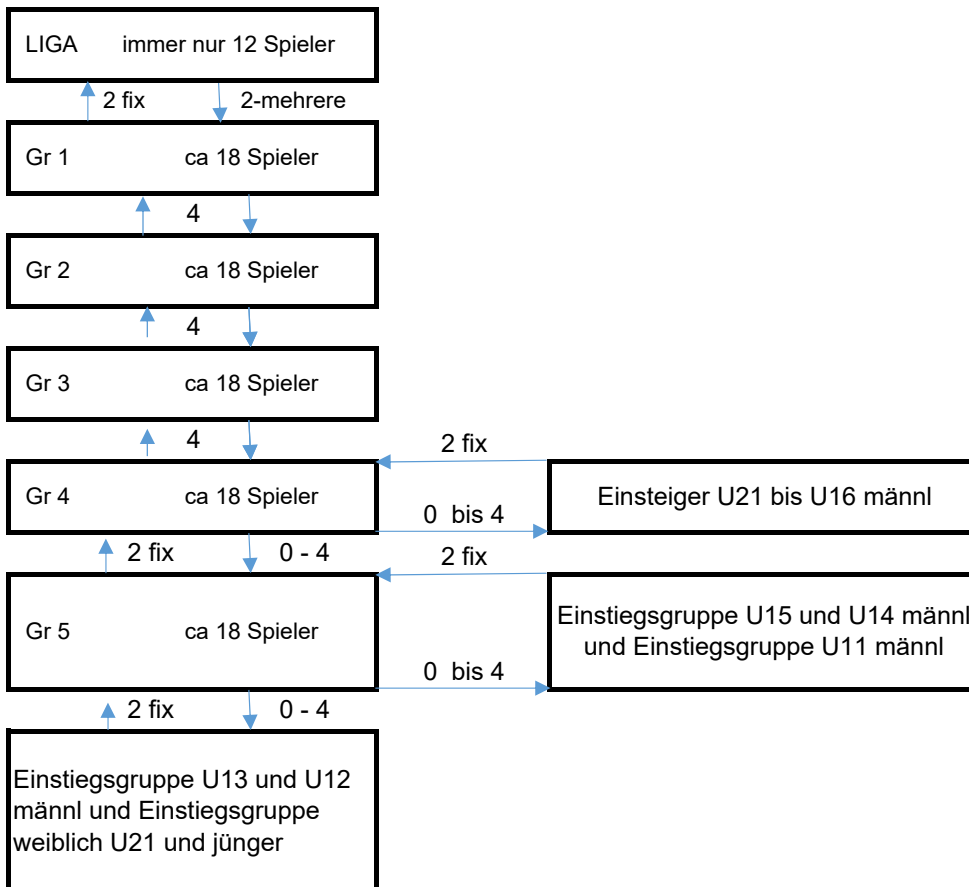 LIGA immer nur 12 Spieler
2 fix 2-mehrere
Gr 1 ca 18 Spieler
4
Gr 2 ca 18 Spieler
4
Gr 3 ca 18 Spieler
4
2 fix
Gr 4 ca 18 Spieler
Einsteiger U21 bis U16 männl
0 bis 4
2 fix 0 - 4
2 fix
Gr 5 ca 18 Spieler
Einstiegsgruppe U15 und U14 männl
und Einstiegsgruppe U11 männl
0 bis 4
2 fix 0 - 4
Einstiegsgruppe U13 und U12
männl und Einstiegsgruppe
weiblich U21 und jünger